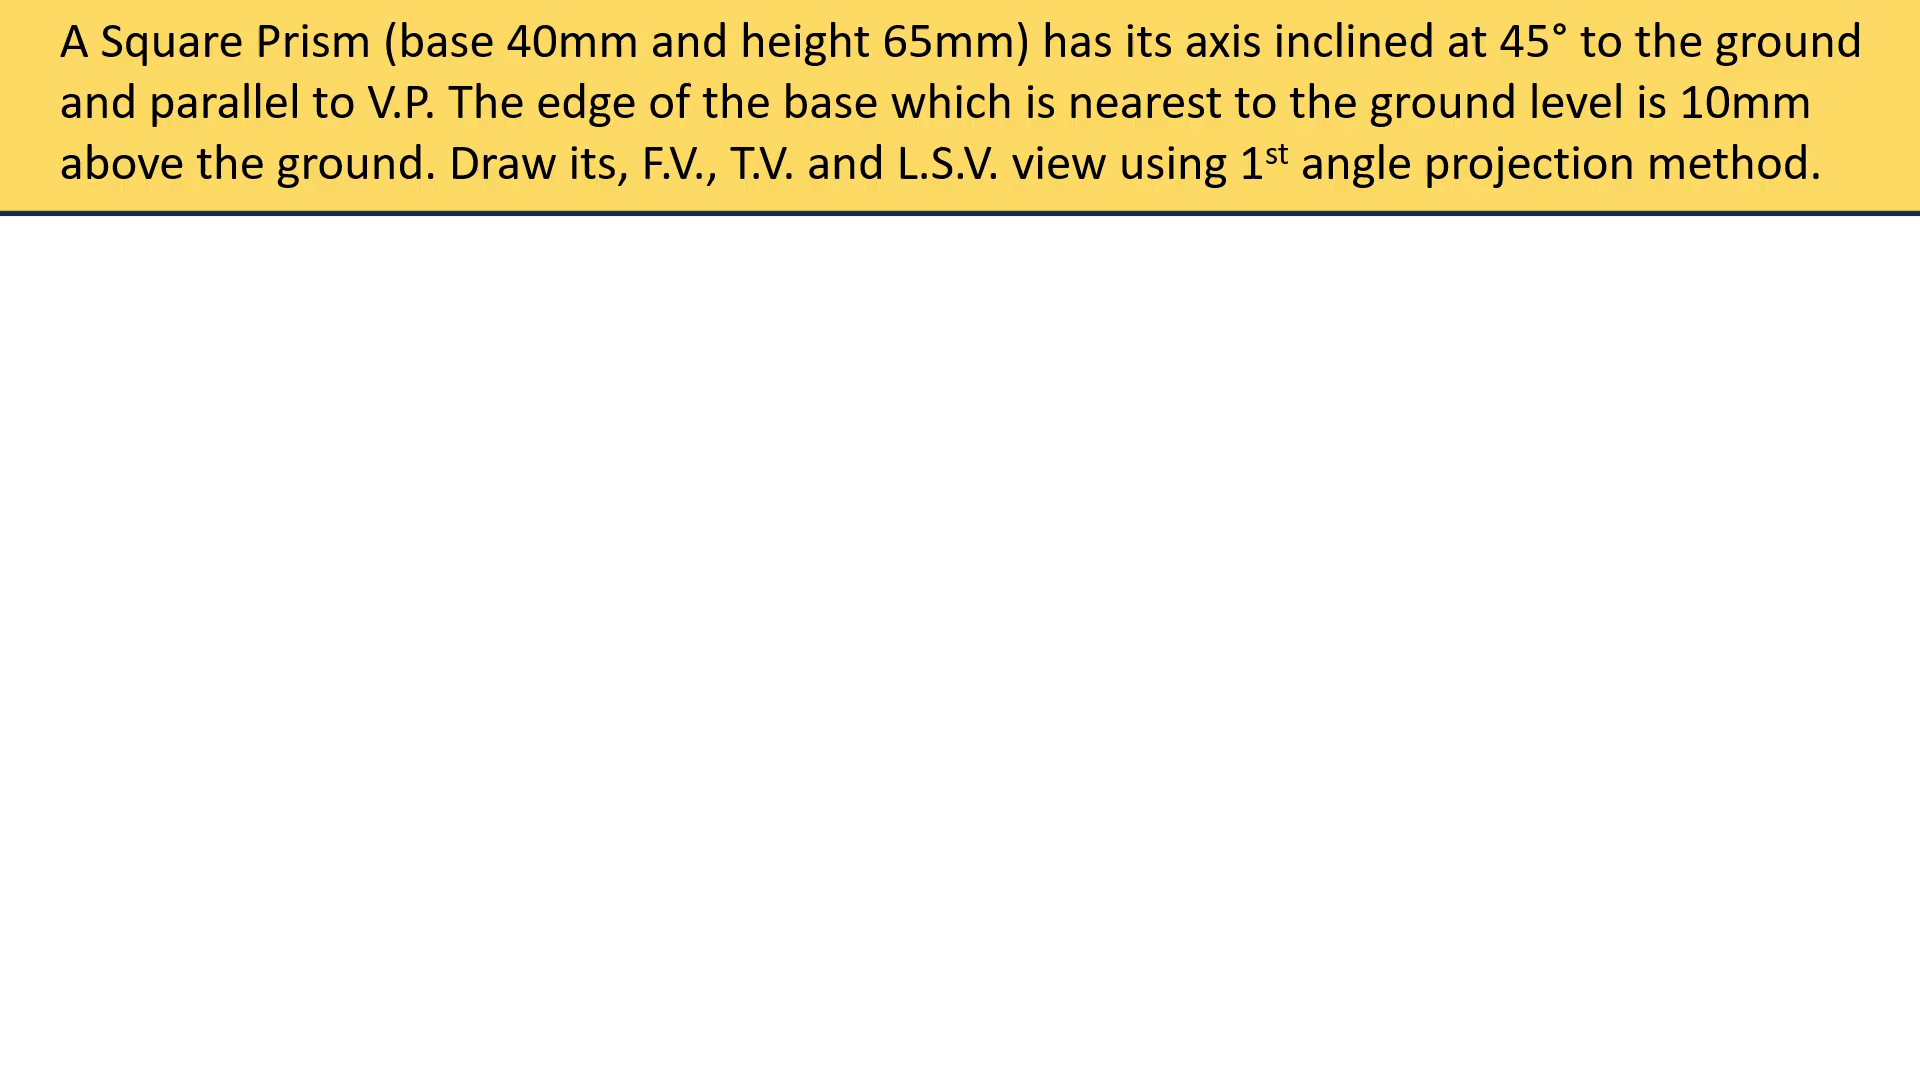 A Square Prism (base 40mm and height 65mm) has its axis inclined at 45° to the ground
and parallel to V.P. The edge of the base which is nearest to the ground level is 10mm
above the ground. Draw its, F.V., T.V. and L.S.V. view using 1st angle projection method.